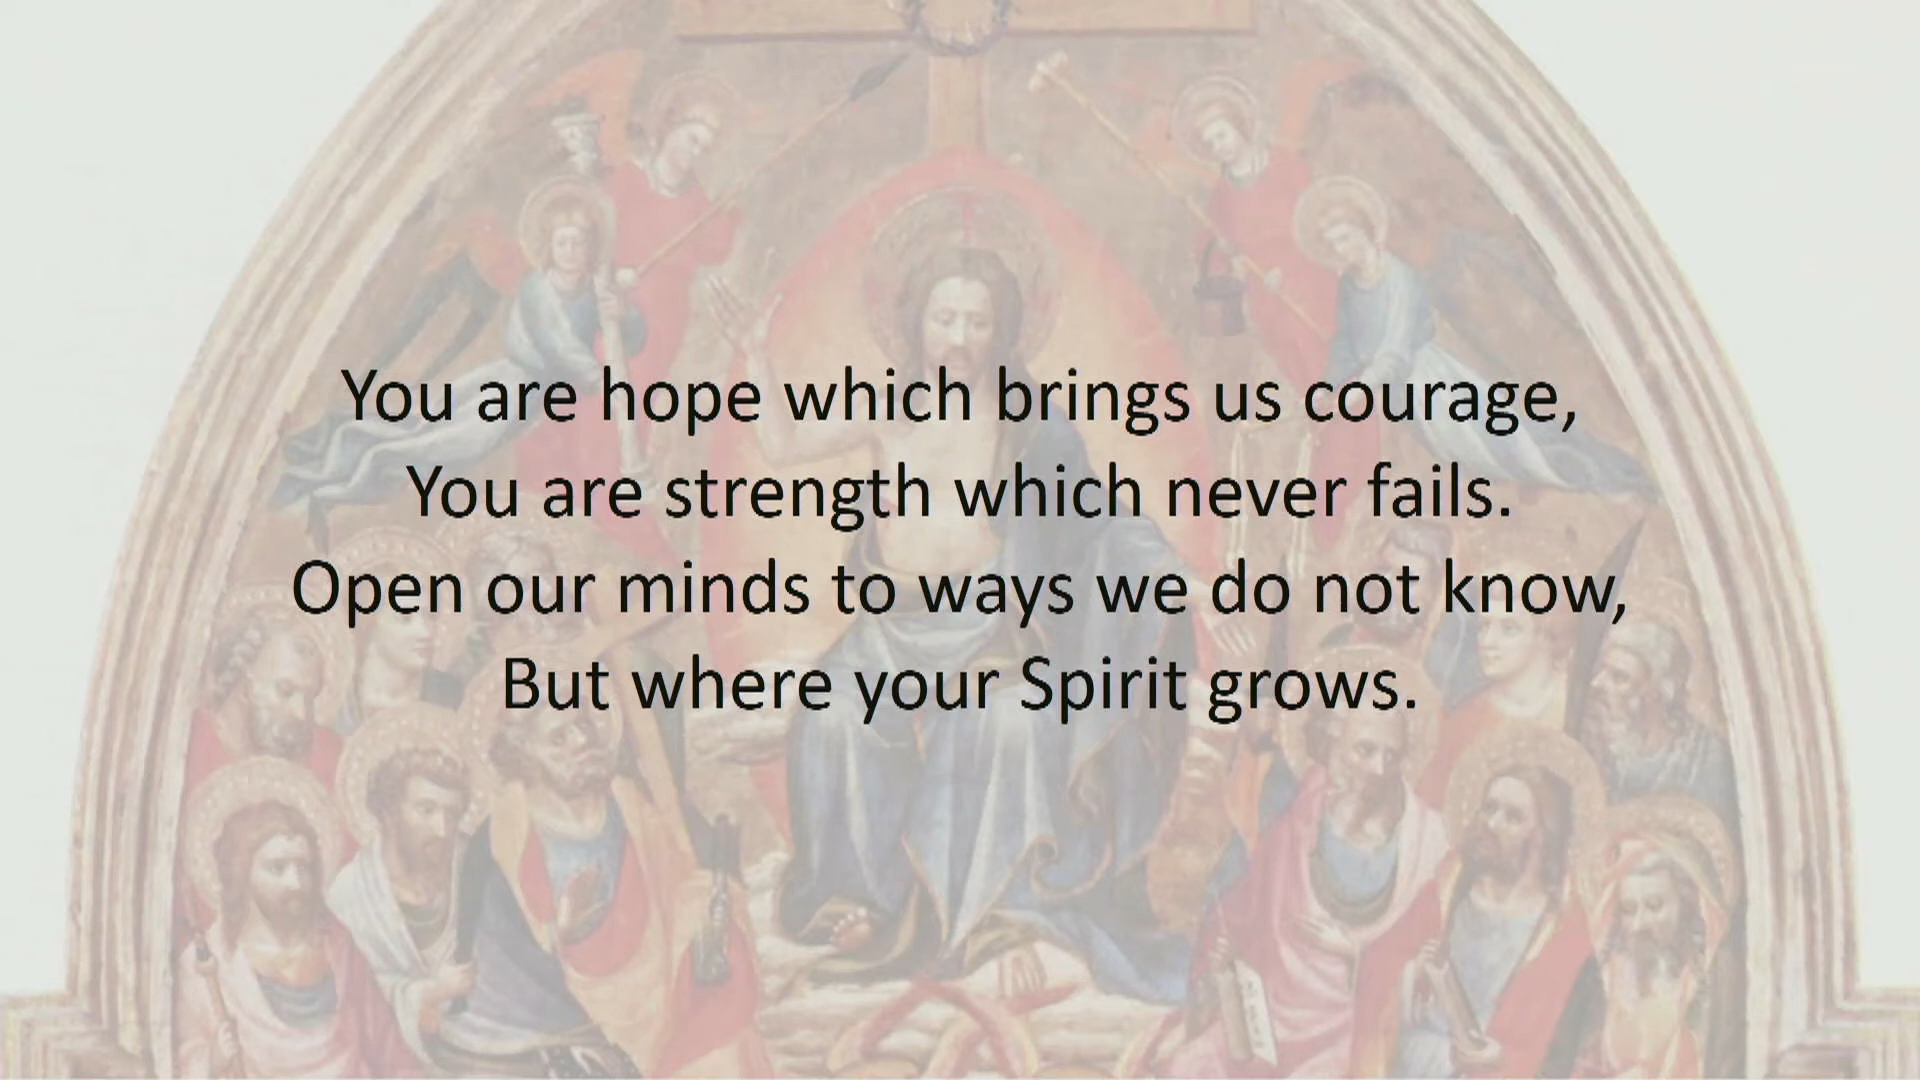 You are hope which brings us courage,
You are strength which never fails.
Open our minds to ways we do not know,
But where your Spirit grows.